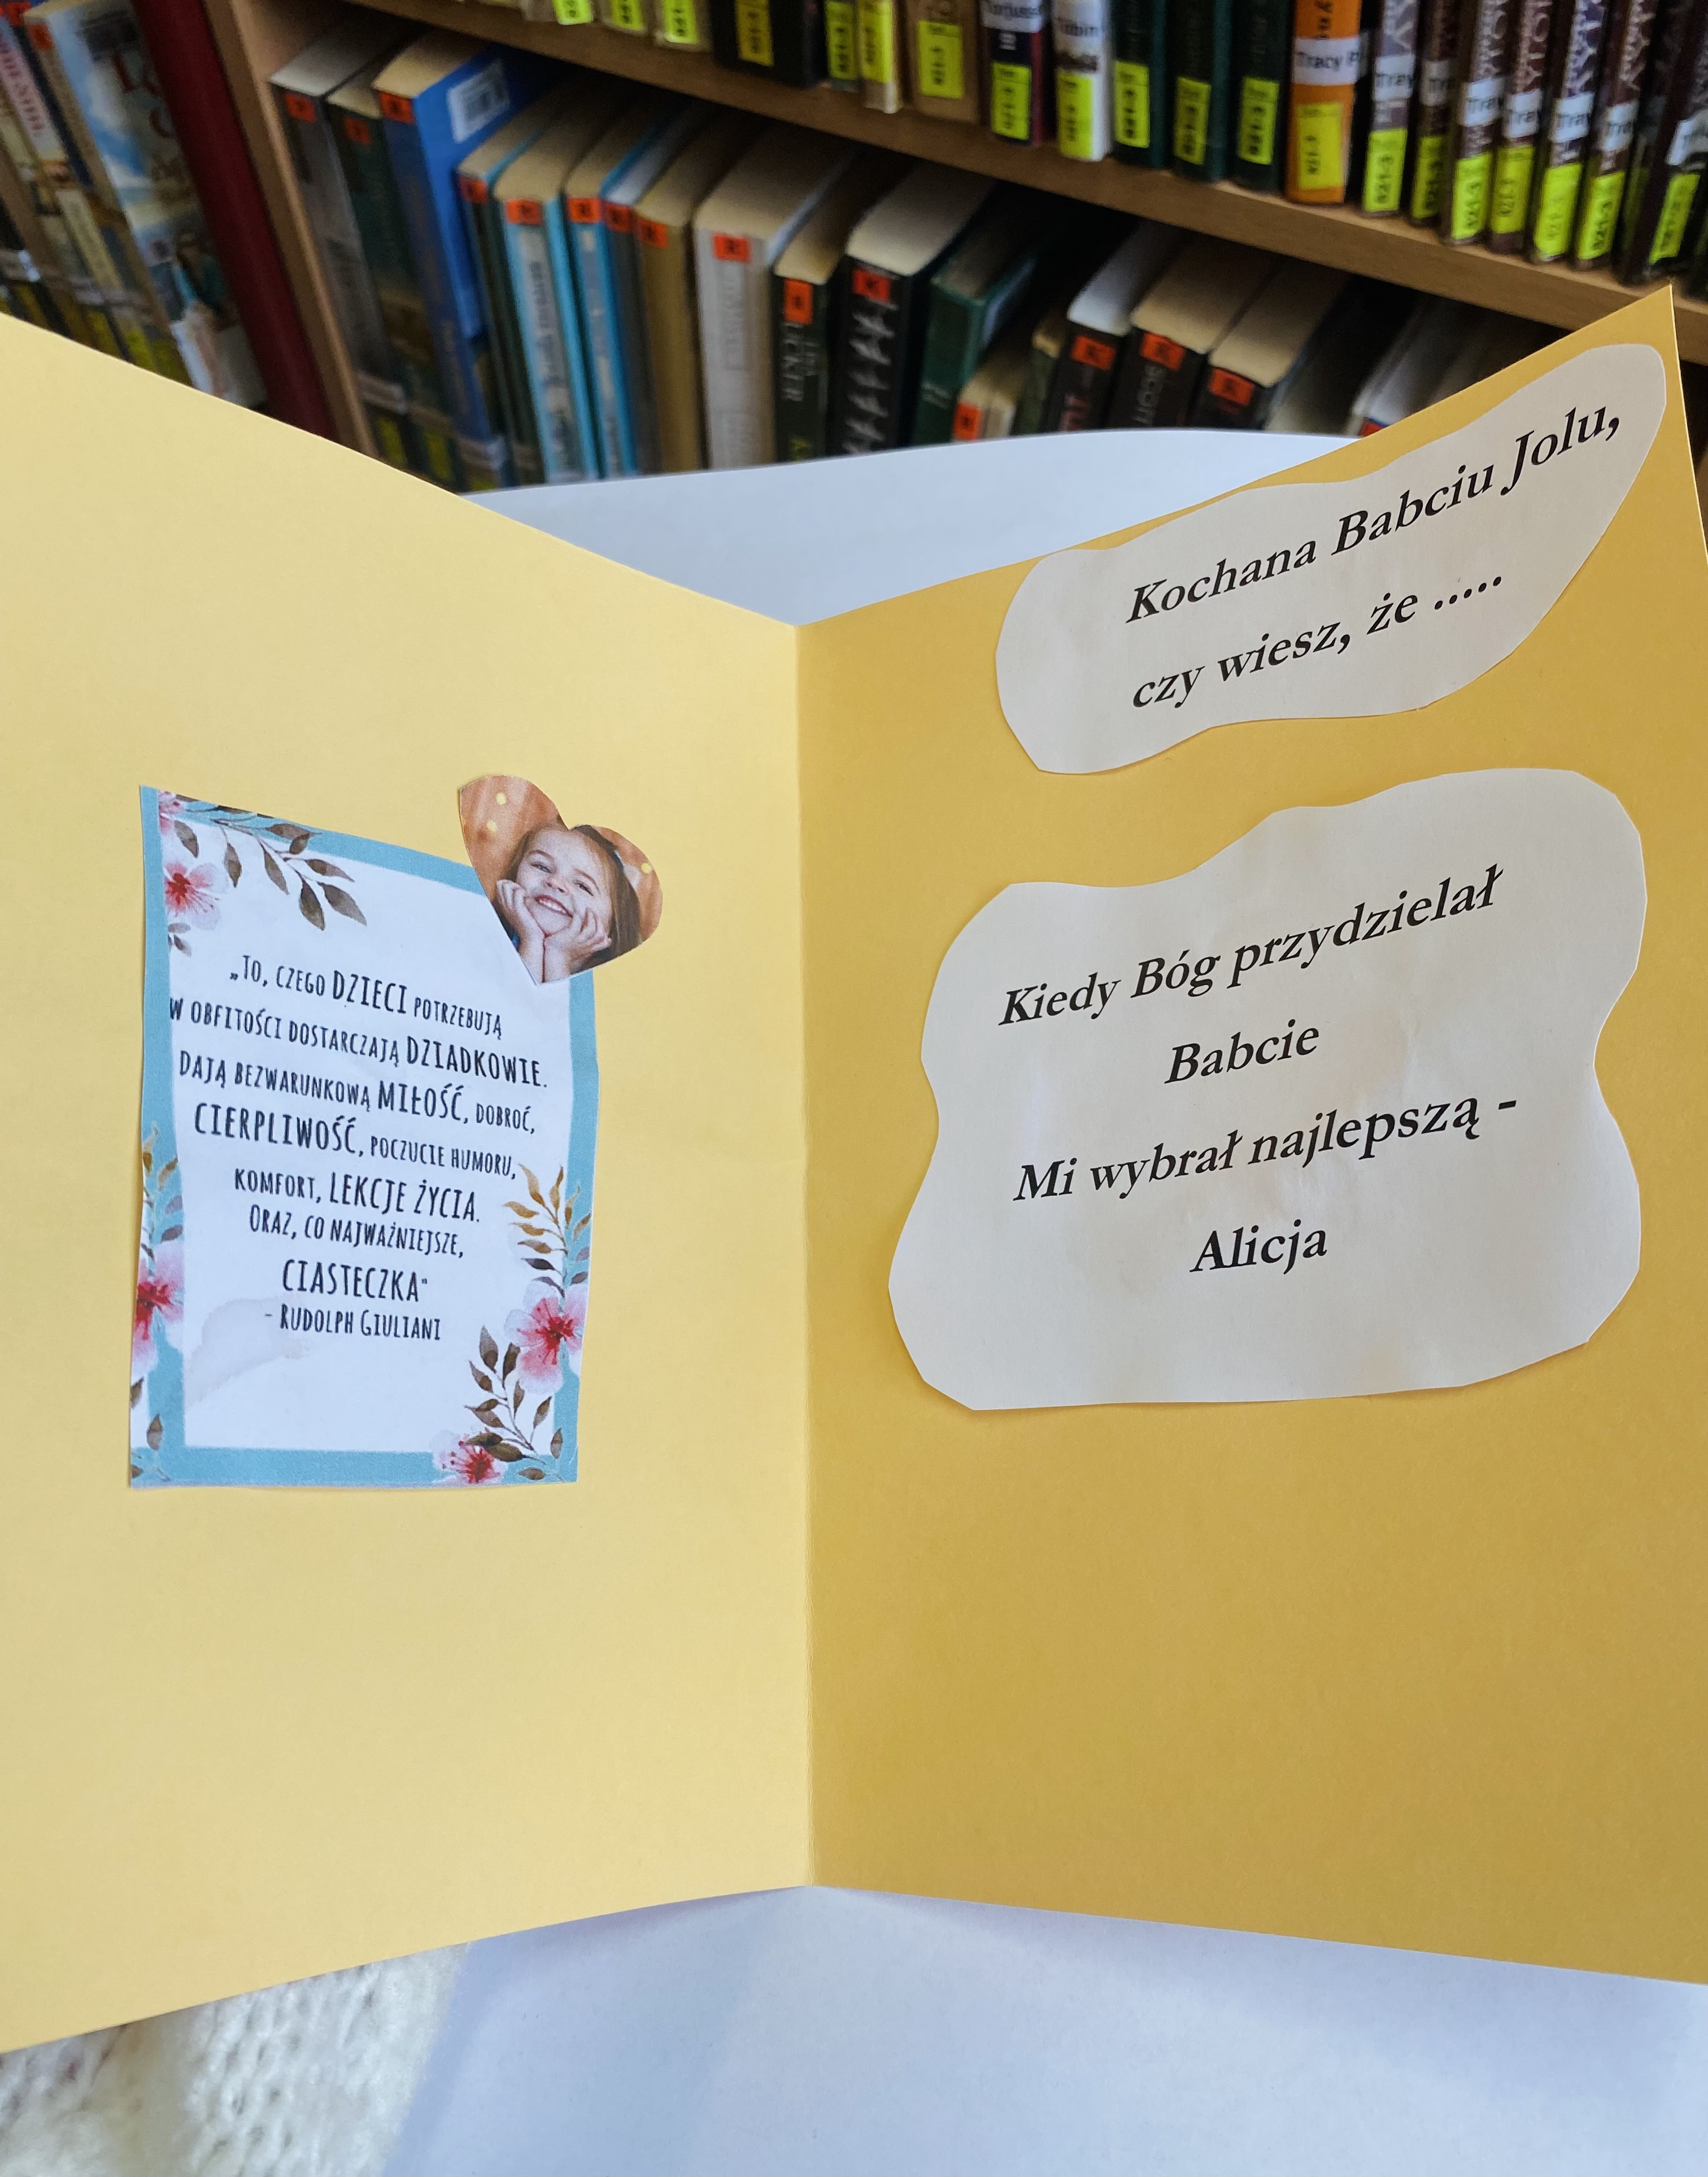 „To, czego DZIECI potrzebują
w obfitości dostarczają DZIADKOWIE.
Dają bezwarunkową MIŁOŚĆ, dobroć,
CIERPLIWOŚĆ, poczucie humoru,
komfort, LEKCJE ŻYCIA.
Oraz, co najważniejsze,
CIASTECZKA"
- Rudolph Giuliani
Kochana Babciu Jolu,
czy wiesz, że .....
Kiedy Bóg przydzielał
Babcie
Mi wybrał najlepszą -
Alicja